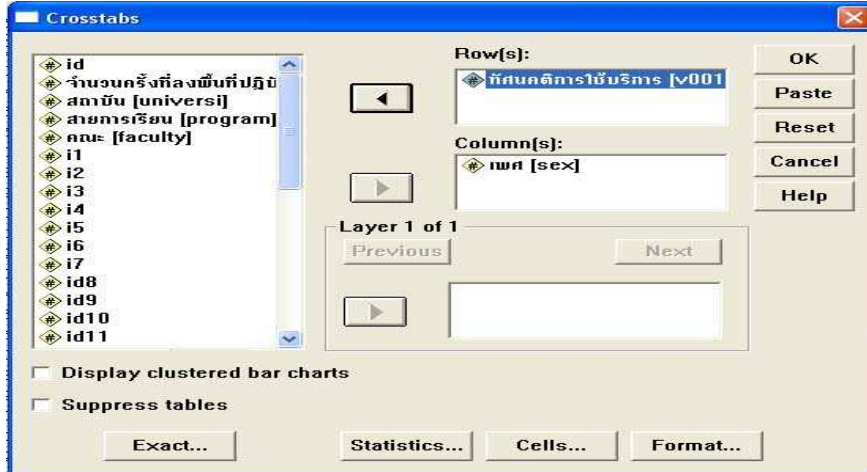 Crosstabs
id
จำนวนครั้งที่ลงพื้นที่ปฏิบั
สถาบัน [universi]
สายการเรียน [program]
คณะ [faculty]
i1
i2
i3
i4
i5
i6
i7
id8
id9
id10
id11
Row(s):
ทัศนคติการใช้บริการ [v001
Column(s):
เพศ [sex]
Layer 1 of 1
Previous
Next
OK
Paste
Reset
Cancel
Help
Display clustered bar charts
Suppress tables
Exact...
Statistics...
Cells...
Format...